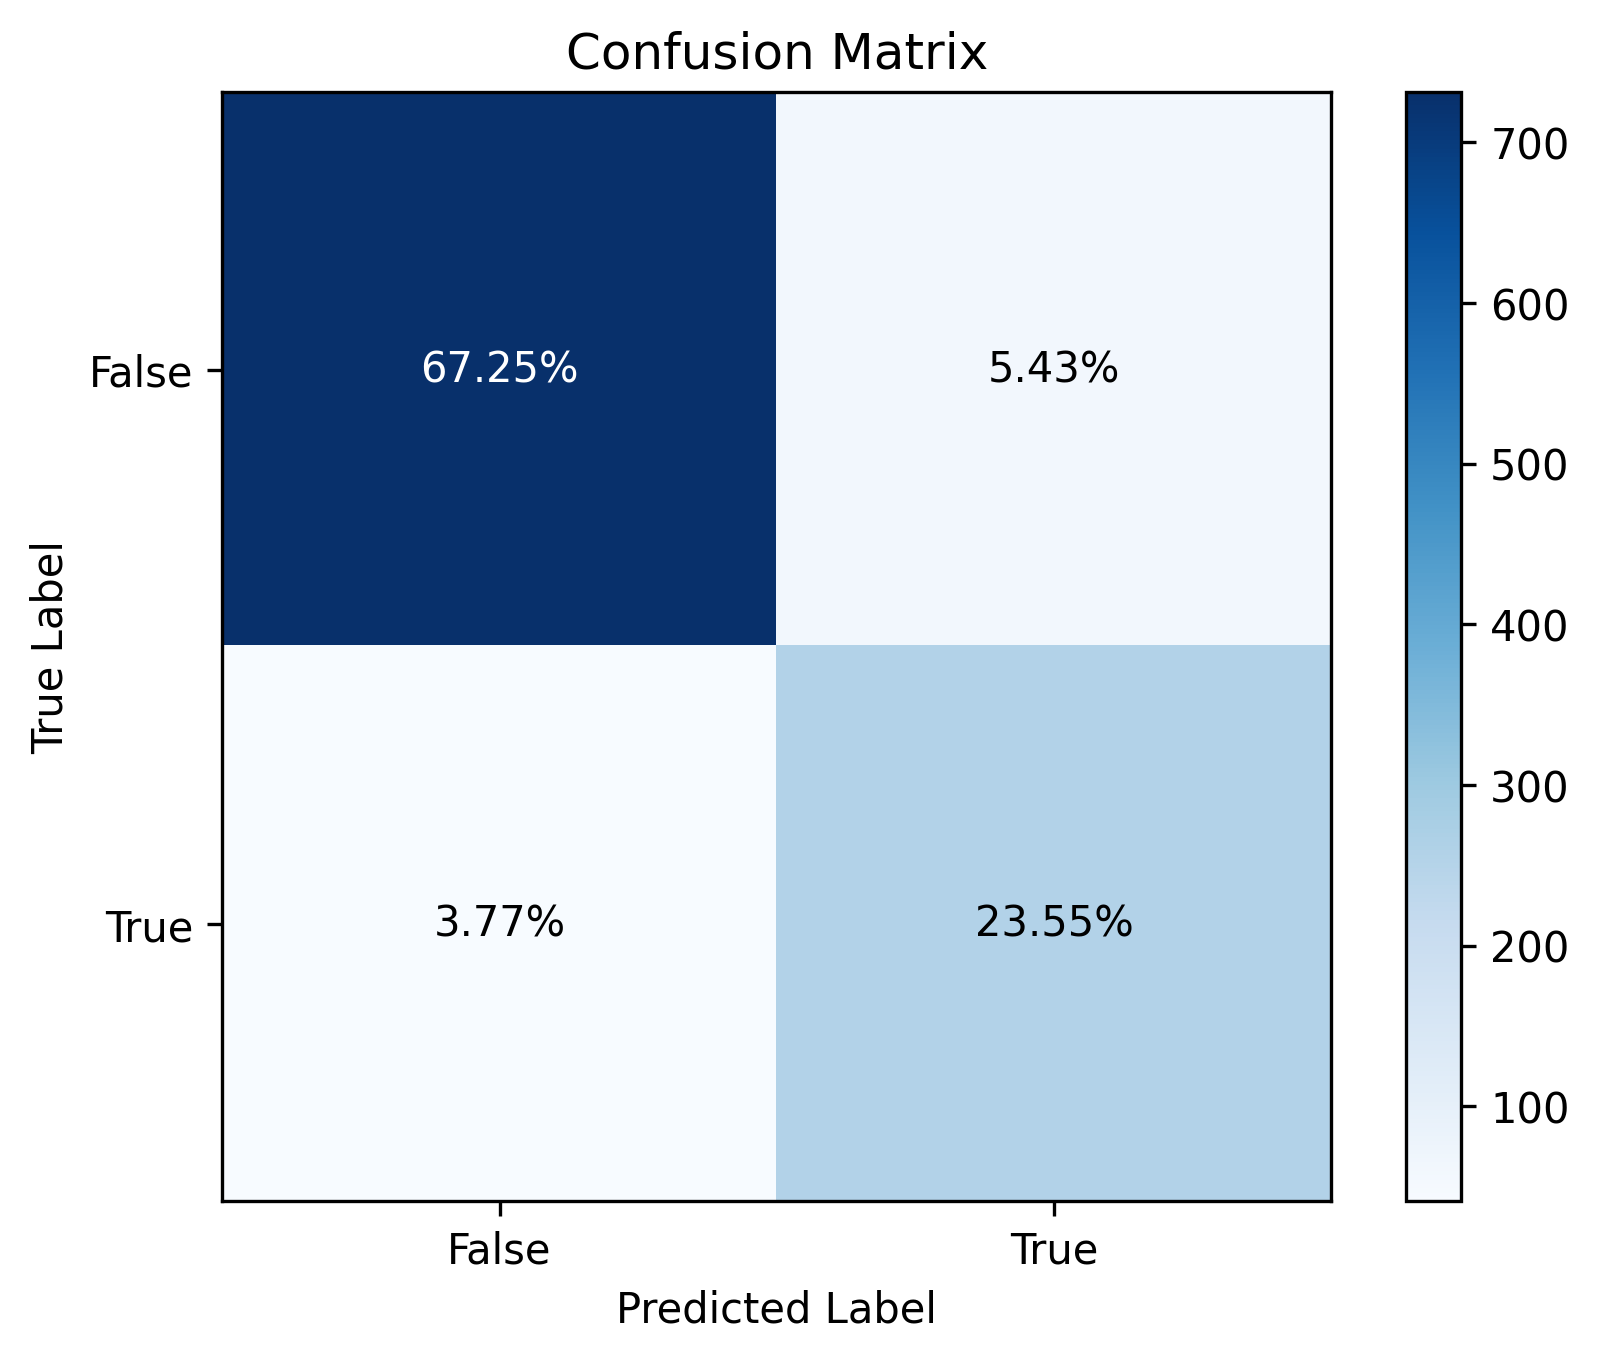 Confusion Matrix
True Label
False
True
67.25%
5.43%
3.77%
23.55%
False
True
Predicted Label
700
600
500
400
300
200
100